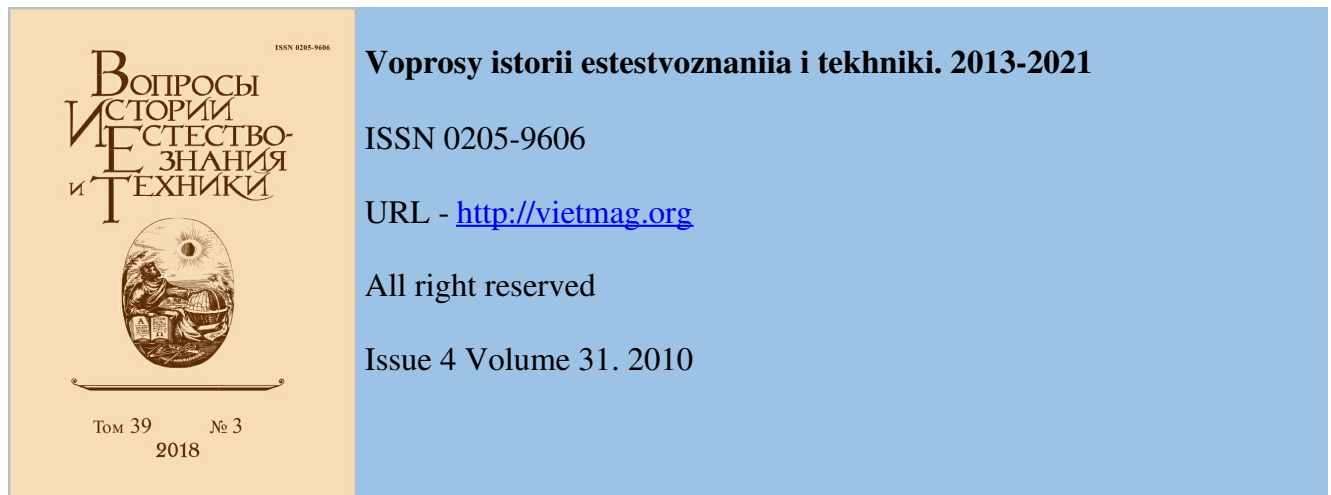 ISSN 0205-9606
Вопросы
Истории
Естество-
знания
и Техники
Том 39 № 3
2018
Voprosy istorii estestvoznaniia i tekhniki. 2013-2021
ISSN 0205-9606
URL - http://vietmag.org
All right reserved
Issue 4 Volume 31. 2010